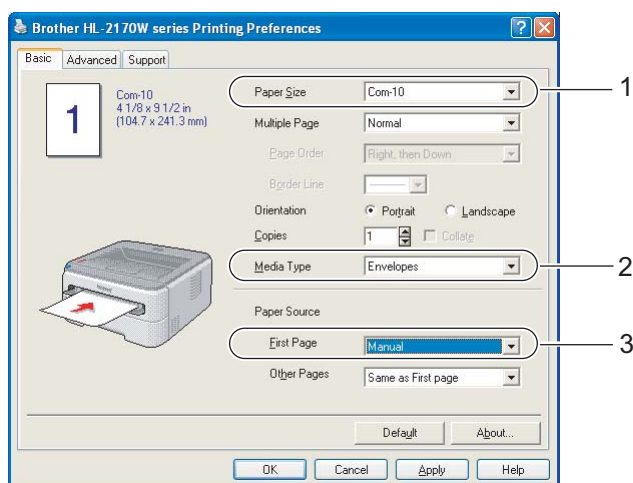 Brother HL-2170W series Printing Preferences
Basic Advanced Support
1
Com-10
4 1/8 x 9 1/2 in
(104.7 x 241.3 mm)
Paper Size Com-10 1
Multiple Page Normal
Page Order Right, then Down
Border Line
Orientation Portrait Landscape
Copies 1 Collate
Media Type Envelopes 2
Paper Source
First Page Manual 3
Other Pages Same as First page
Default About...
OK Cancel Apply Help